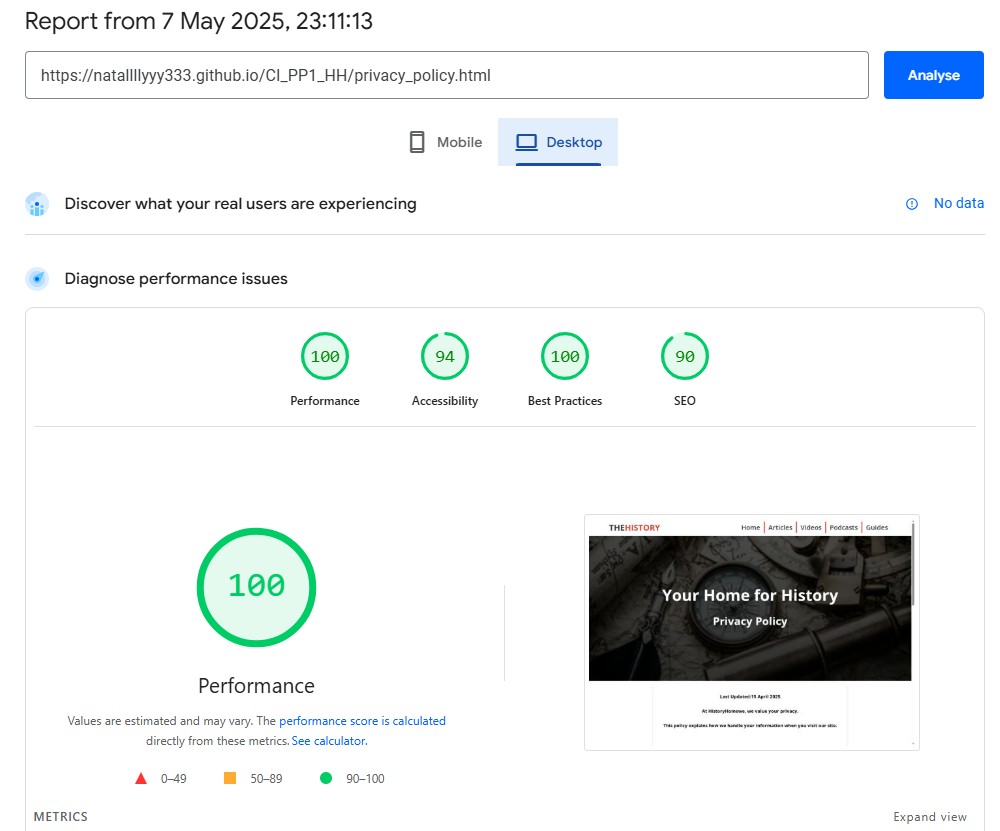 Report from 7 May 2025, 23:11:13
https://natallllyyy333.github.io/CI_PP1_HH/privacy_policy.html
Analyse
Mobile
Desktop
Discover what your real users are experiencing
No data
Diagnose performance issues
100
94
100
90
Performance
Accessibility
Best Practices
SEO
100
Performance
Values are estimated and may vary. The performance score is calculated
directly from these metrics. See calculator.
0–49
50–89
90–100
THEHISTORY
Home
Articles
Videos
Podcasts
Guides
Your Home for History
Privacy Policy
Last Updated:15 April 2025
At HistoryHomewe, we value your privacy.
This policy explains how we handle your information when you visit our site.
METRICS
Expand view